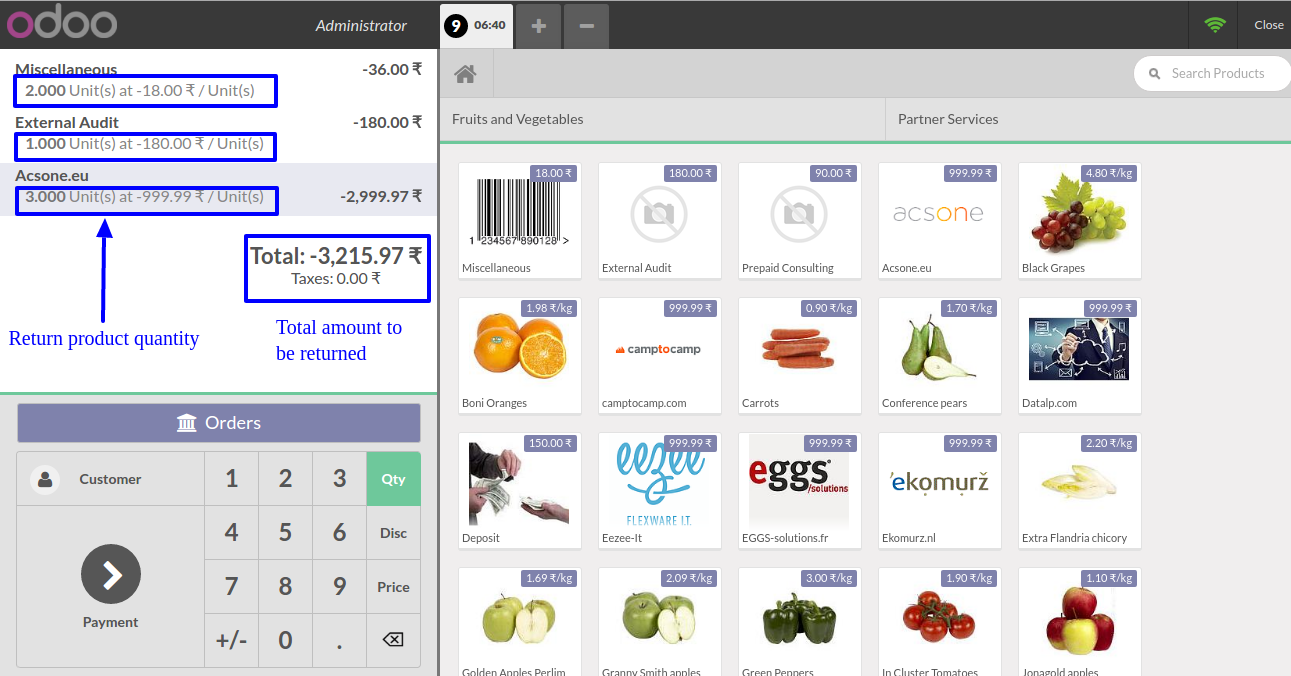 odoo
Administrator
9 06:40
+
−
Close
Miscellaneous -36.00 ₹
2.000 Unit(s) at -18.00 ₹ / Unit(s)
External Audit -180.00 ₹
1.000 Unit(s) at -180.00 ₹ / Unit(s)
Acsone.eu
3.000 Unit(s) at -999.99 ₹ / Unit(s) -2,999.97 ₹
Total: -3,215.97 ₹
Taxes: 0.00 ₹
Return product quantity
Total amount to
be returned
Orders
Customer 1 2 3 Qty
4 5 6 Disc
7 8 9 Price
Payment
+/- 0 .
Search Products
Fruits and Vegetables Partner Services
18.00 ₹ 180.00 ₹ 90.00 ₹ 999.99 ₹ 4.80 ₹/kg
acsone
1 234567 890128 >
Miscellaneous External Audit Prepaid Consulting Acsone.eu Black Grapes
1.98 ₹/kg 999.99 ₹ 0.90 ₹/kg 1.70 ₹/kg 999.99 ₹
camptocamp
Boni Oranges camptocamp.com Carrots Conference pears Datalp.com
150.00 ₹ 999.99 ₹ 999.99 ₹ 999.99 ₹ 2.20 ₹/kg
eezee eggs 'ekomurž
/solutions
FLEXWARE I.T.
Deposit Eezee-It EGGS-solutions.fr Ekomurz.nl Extra Flandria chicory
1.69 ₹/kg 2.09 ₹/kg 3.00 ₹/kg 1.90 ₹/kg 1.10 ₹/kg
Golden Apples Perlim Granny Smith apples Green Peppers In Cluster Tomatoes Jonagold apples